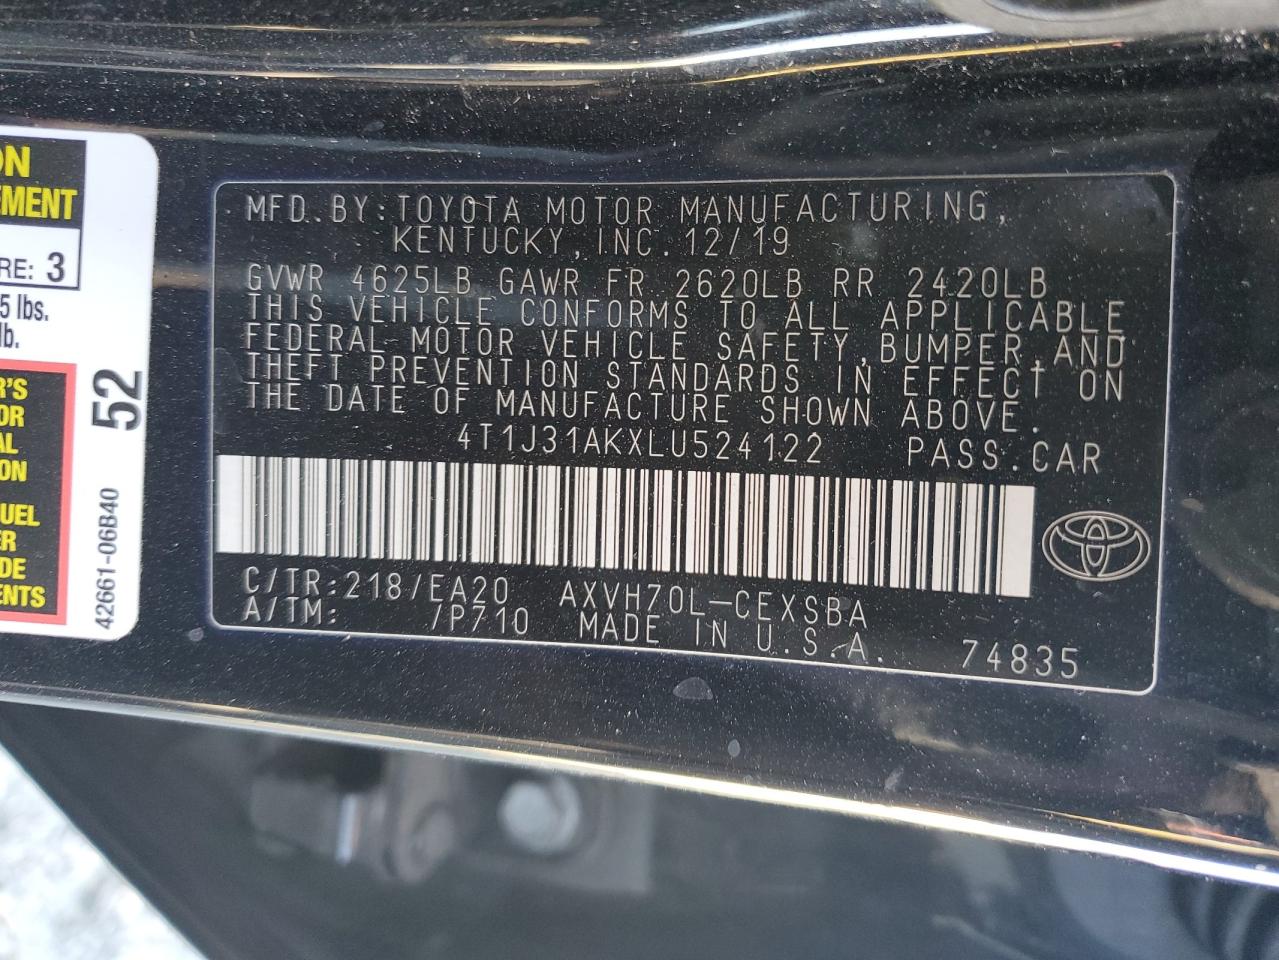 ON
EMENT
RE: 3
5 lbs.
lb.
R'S
OR
AL
ON
UEL
ER
DE
ENTS
52
42661-06B40
MFD. BY: TOYOTA MOTOR MANUFACTURING,
KENTUCKY, INC. 12/19
GVWR 4625LB GAWR FR 2620LB RR 2420LB
THIS VEHICLE CONFORMS TO ALL APPLICABLE
FEDERAL MOTOR VEHICLE SAFETY, BUMPER, AND
THEFT PREVENTION STANDARDS IN EFFECT ON
THE DATE OF MANUFACTURE SHOWN ABOVE.
4T1J31AKXLU524122 PASS. CAR
C/TR: 218/EA20 AXVH70L-CEXSBA
A/TM: /P710 MADE IN U.S.A. 74835